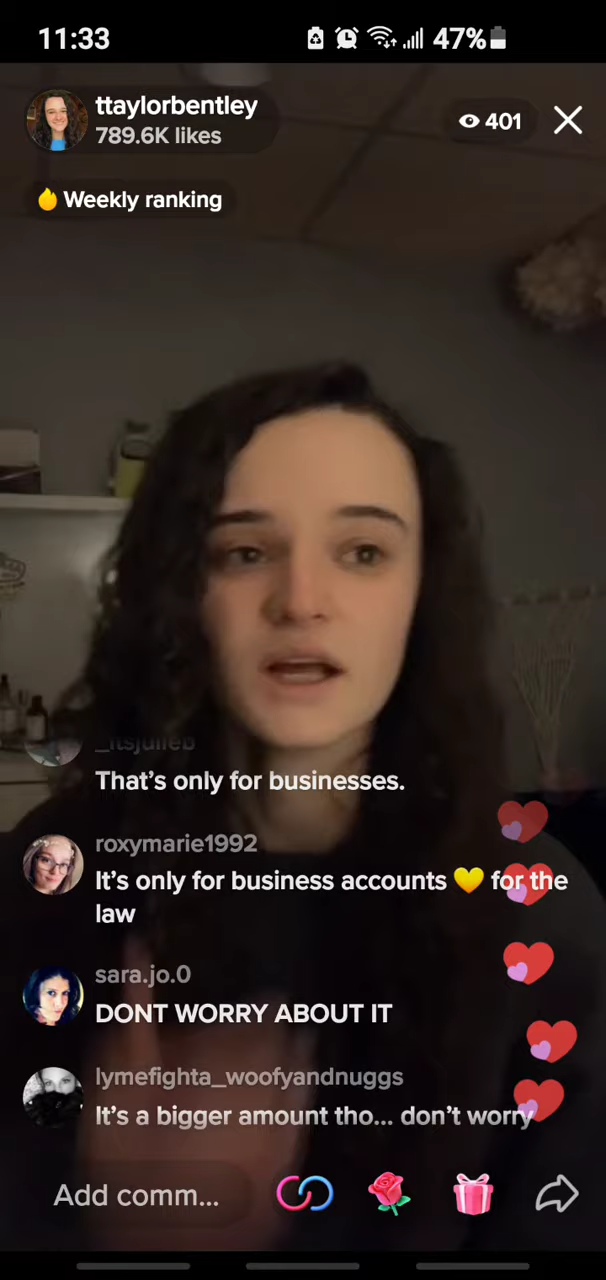 11:33
47%
ttaylorbentley
789.6K likes
401
Weekly ranking
_itsjulieb
That's only for businesses.
roxymarie1992
It's only for business accounts 💛 for the
law
sara.jo.0
DONT WORRY ABOUT IT
lymefighta_woofyandnuggs
It's a bigger amount tho... don't worry
Add comm...